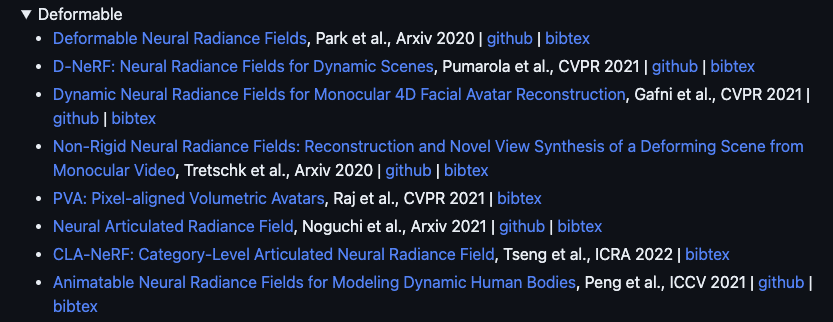 ▼ Deformable
• Deformable Neural Radiance Fields, Park et al., Arxiv 2020 | github | bibtex
• D-NeRF: Neural Radiance Fields for Dynamic Scenes, Pumarola et al., CVPR 2021 | github | bibtex
• Dynamic Neural Radiance Fields for Monocular 4D Facial Avatar Reconstruction, Gafni et al., CVPR 2021 |
github | bibtex
• Non-Rigid Neural Radiance Fields: Reconstruction and Novel View Synthesis of a Deforming Scene from
Monocular Video, Tretschk et al., Arxiv 2020 | github | bibtex
• PVA: Pixel-aligned Volumetric Avatars, Raj et al., CVPR 2021 | bibtex
• Neural Articulated Radiance Field, Noguchi et al., Arxiv 2021 | github | bibtex
• CLA-NeRF: Category-Level Articulated Neural Radiance Field, Tseng et al., ICRA 2022 | bibtex
• Animatable Neural Radiance Fields for Modeling Dynamic Human Bodies, Peng et al., ICCV 2021 | github |
bibtex